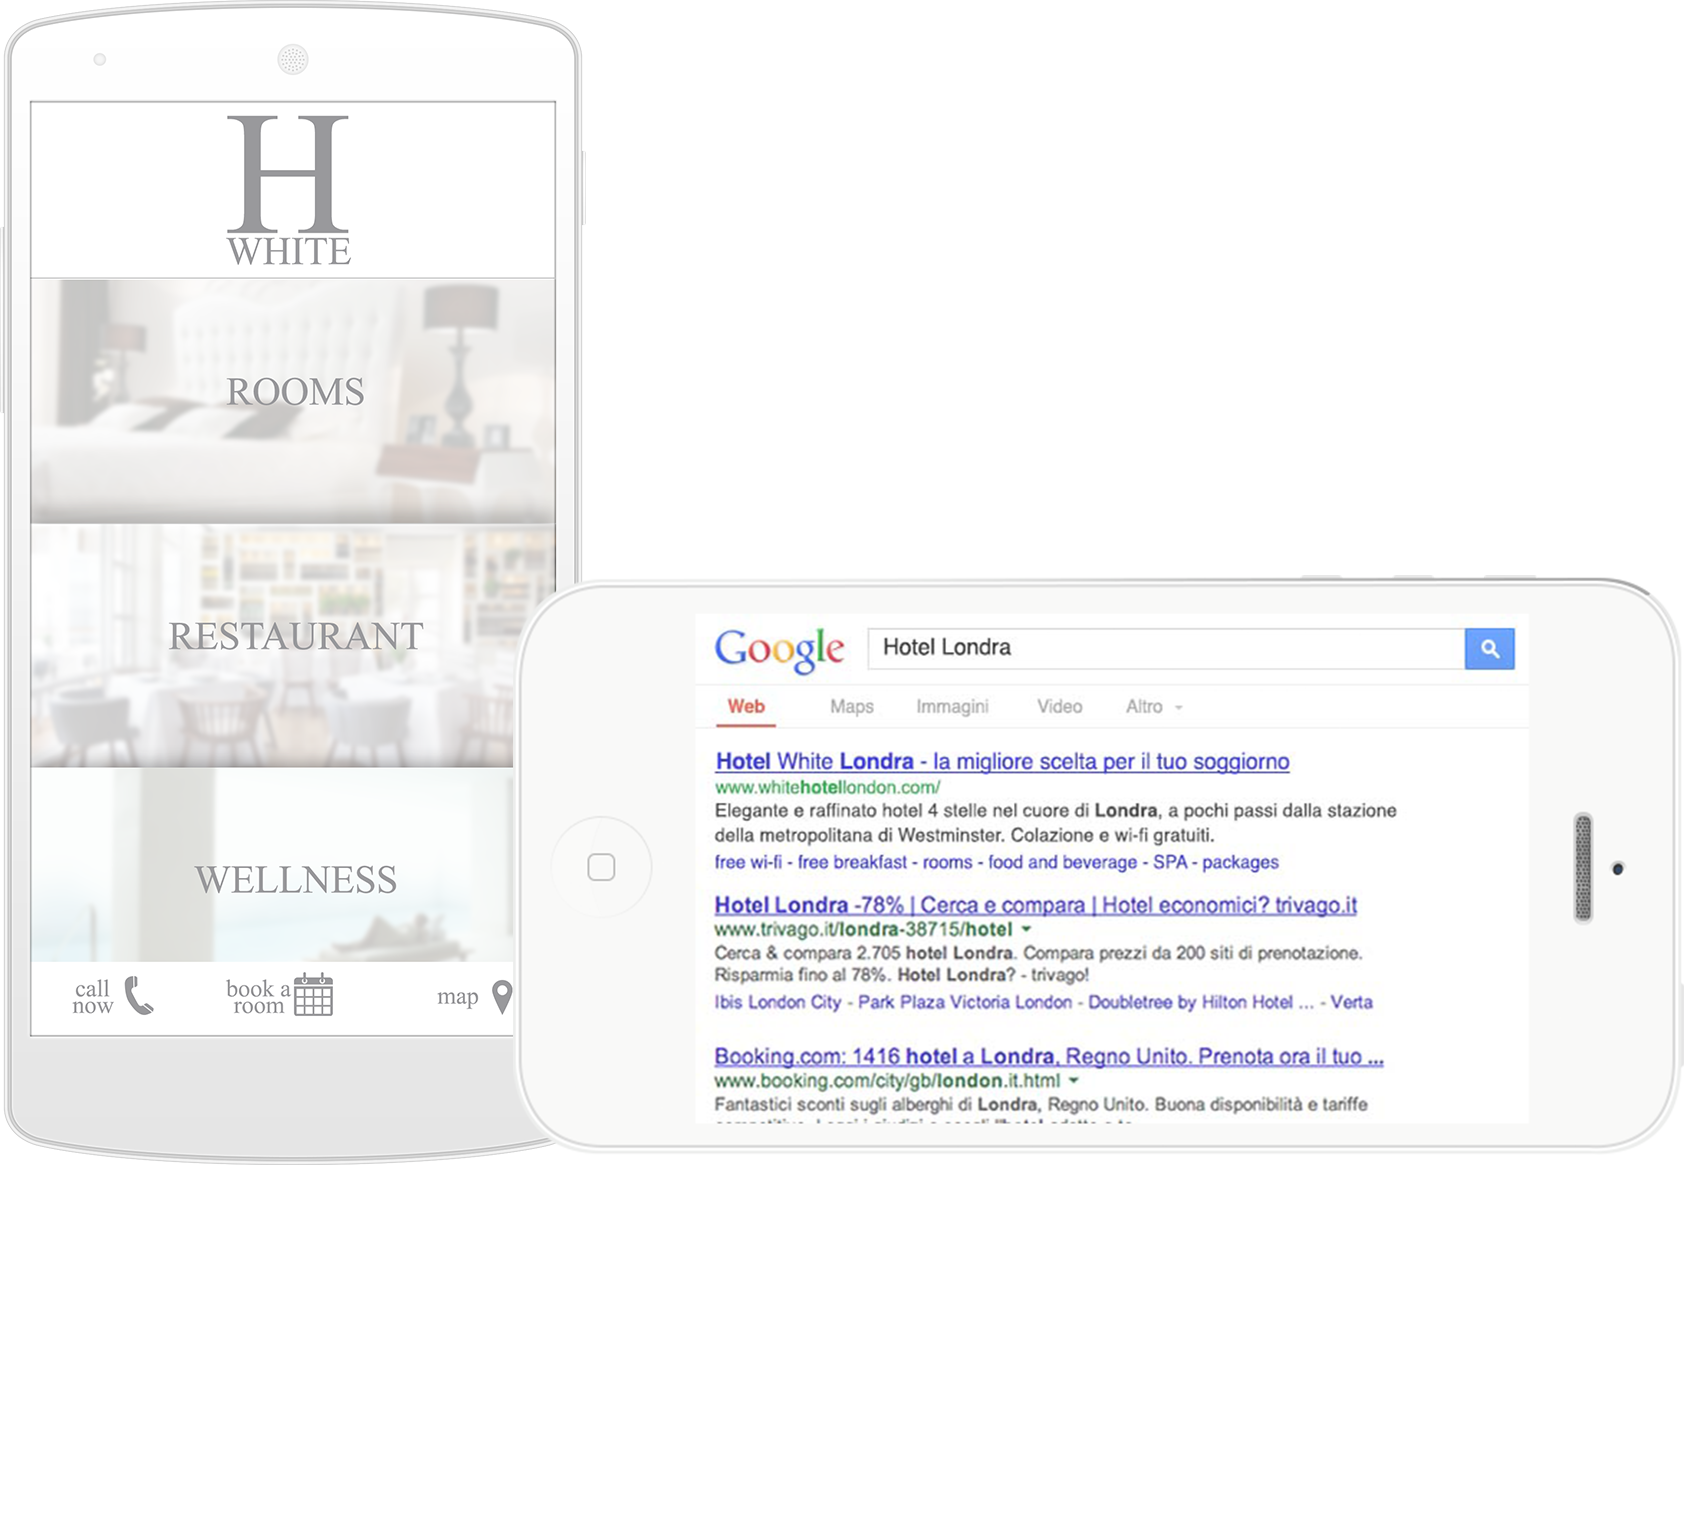 H
WHITE
ROOMS
RESTAURANT
WELLNESS
call
now
book a
room
map
Google
Hotel Londra
Web Maps Immagini Video Altro
Hotel White Londra - la migliore scelta per il tuo soggiorno
www.whitehotellondon.com/
Elegante e raffinato hotel 4 stelle nel cuore di Londra, a pochi passi dalla stazione
della metropolitana di Westminster. Colazione e wi-fi gratuiti.
free wi-fi - free breakfast - rooms - food and beverage - SPA - packages
Hotel Londra -78% | Cerca e compara | Hotel economici? trivago.it
www.trivago.it/londra-38715/hotel
Cerca & compara 2.705 hotel Londra. Compara prezzi da 200 siti di prenotazione.
Risparmia fino al 78%. Hotel Londra? - trivago!
Ibis London City - Park Plaza Victoria London - Doubletree by Hilton Hotel ... - Verta
Booking.com: 1416 hotel a Londra, Regno Unito. Prenota ora il tuo ...
www.booking.com/city/gb/london.it.html
Fantastici sconti sugli alberghi di Londra, Regno Unito. Buona disponibilità e tariffe